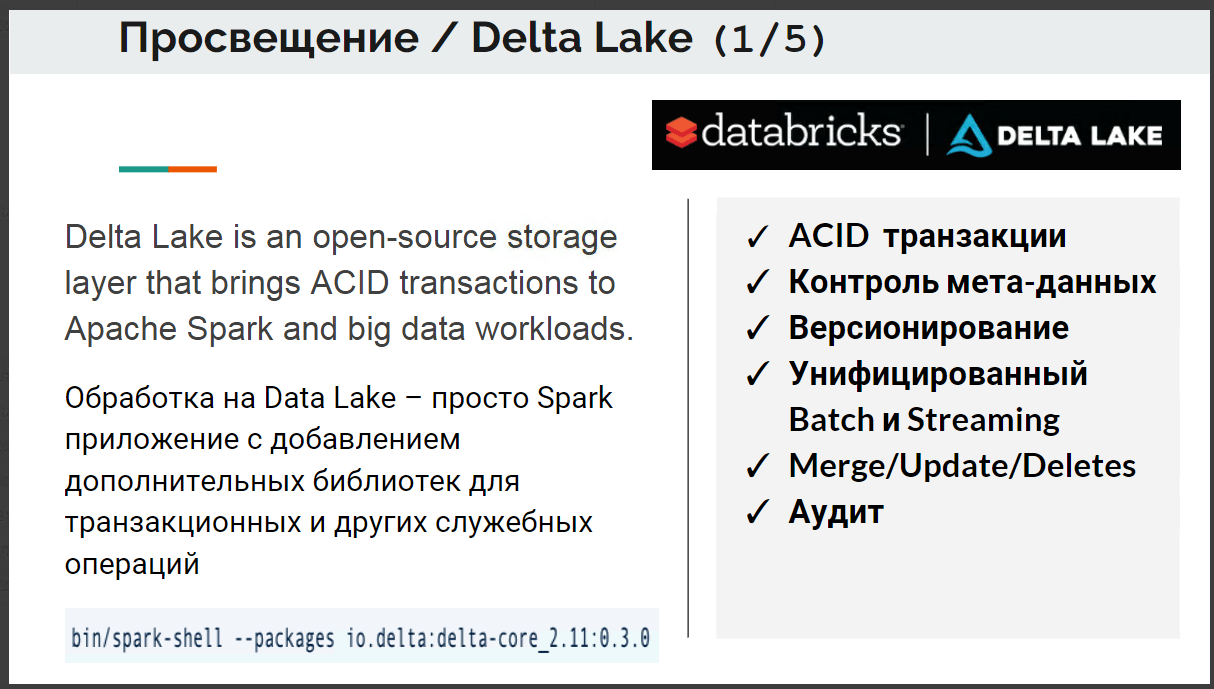 Просвещение / Delta Lake (1/5)
databricks | DELTA LAKE
Delta Lake is an open-source storage
layer that brings ACID transactions to
Apache Spark and big data workloads.
Обработка на Data Lake – просто Spark
приложение с добавлением
дополнительных библиотек для
транзакционных и других служебных
операций
bin/spark-shell --packages io.delta:delta-core_2.11:0.3.0
✓ ACID транзакции
✓ Контроль мета-данных
✓ Версионирование
✓ Унифицированный
Batch и Streaming
✓ Merge/Update/Deletes
✓ Аудит